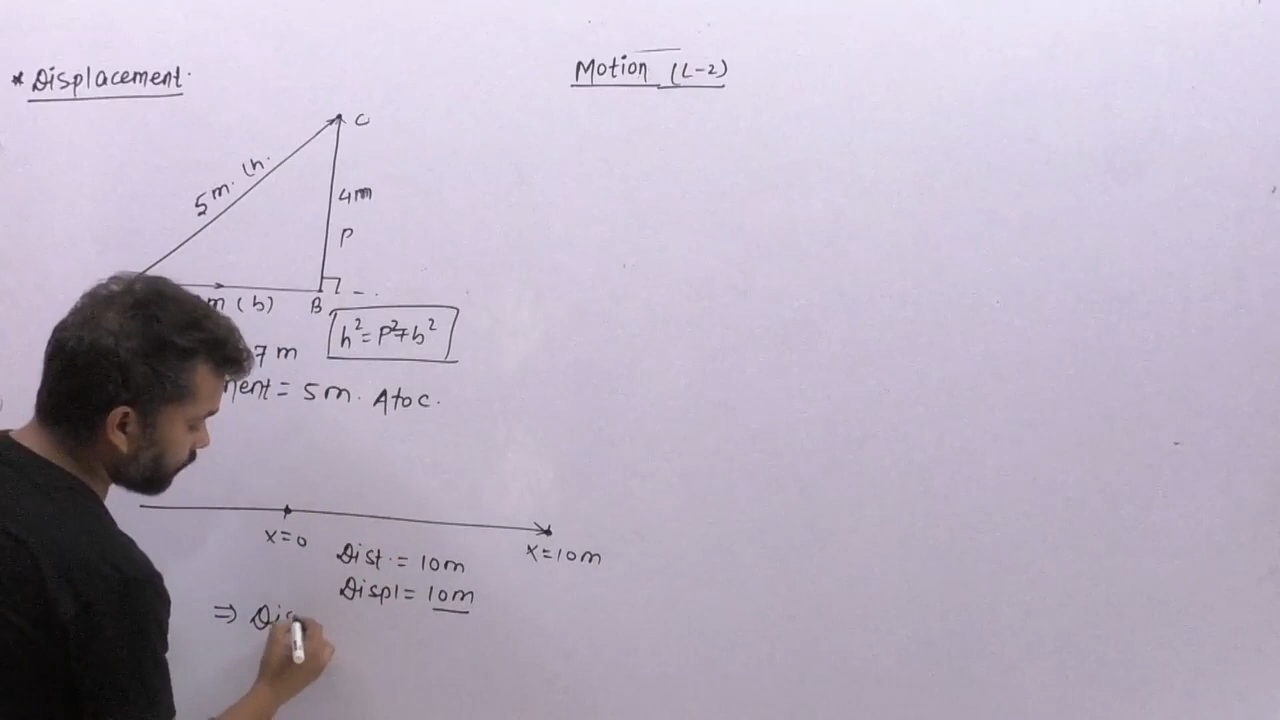 * Displacement.
Motion (L-2)
C
5m. (h.
4m
P
m (b)
B
h²= P²+b²
7 m
ment = 5m. A to C.
x=0
x=10m
Dist. = 10m
Displ = 10m
⇒ Dis